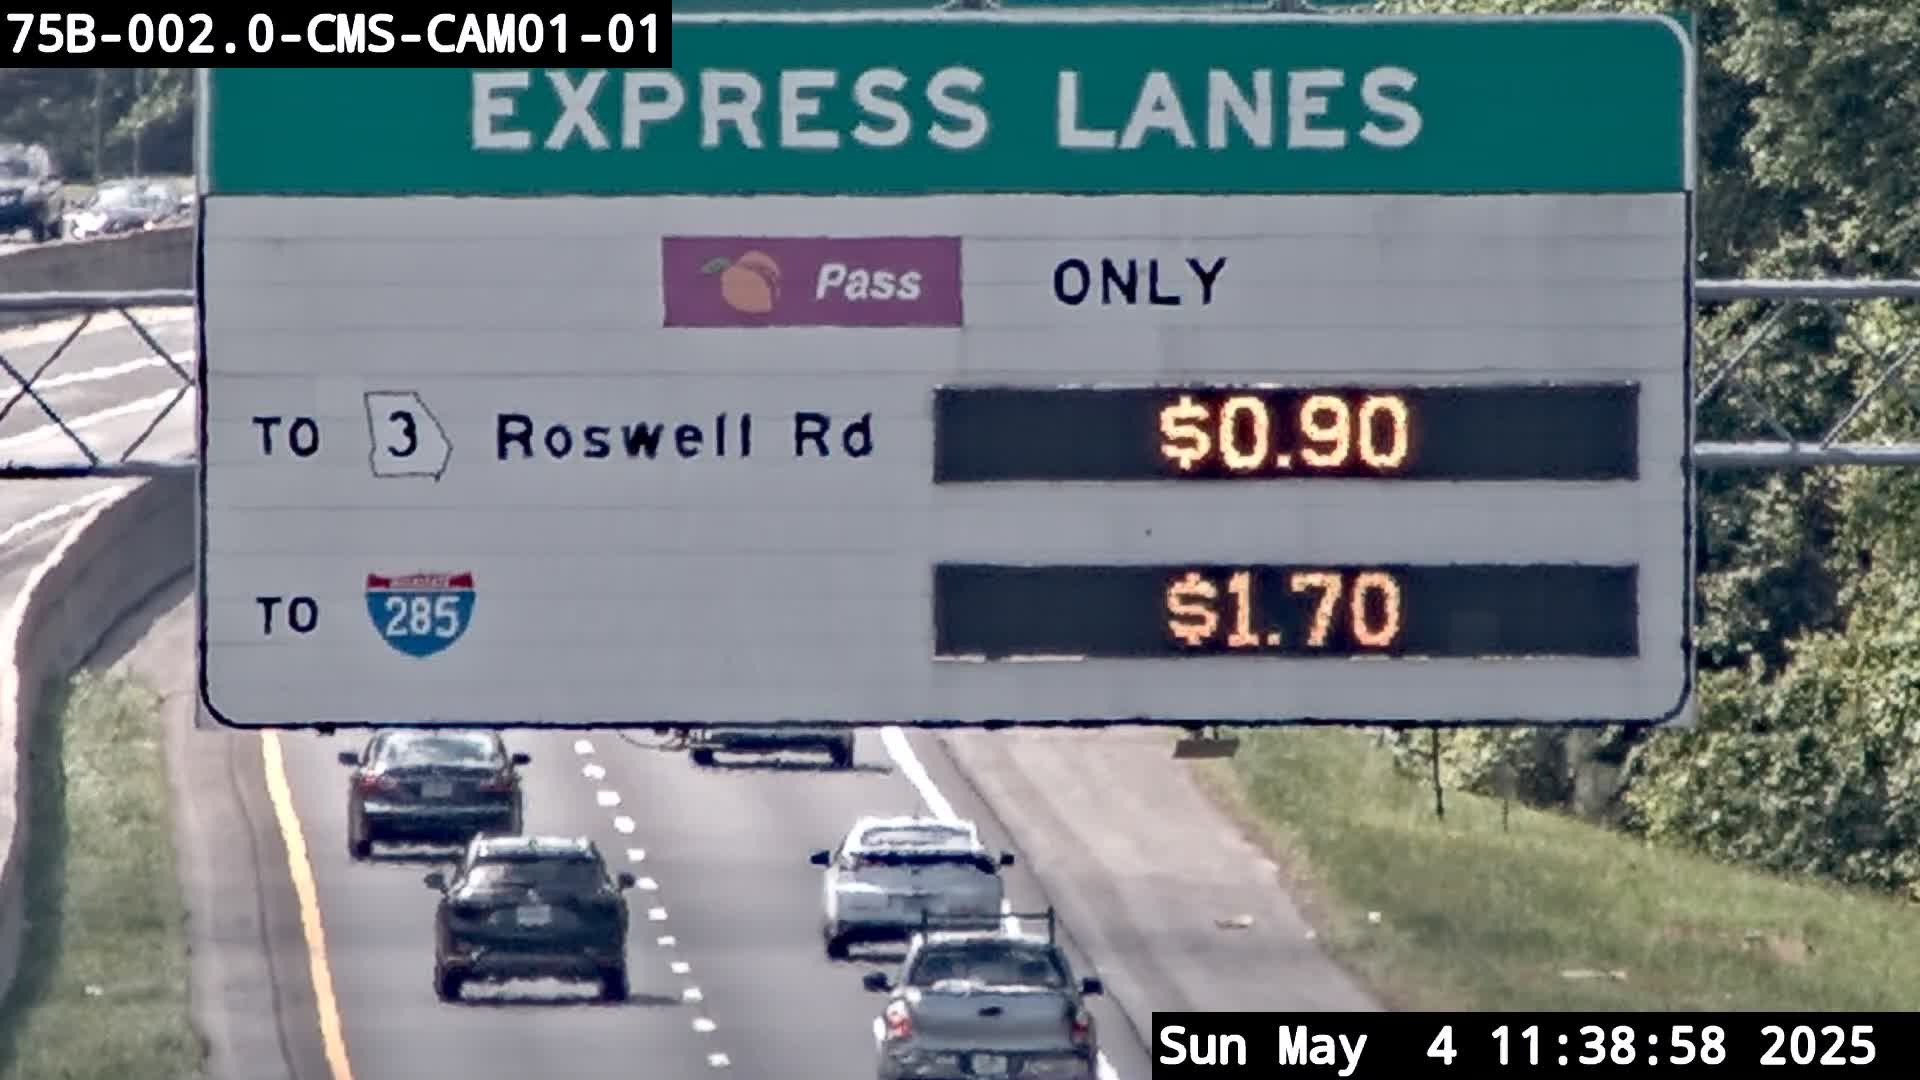 75B-002.0-CMS-CAM01-01
EXPRESS LANES
Pass ONLY
TO 3 Roswell Rd $0.90
TO 285 $1.70
Sun May 4 11:38:58 2025